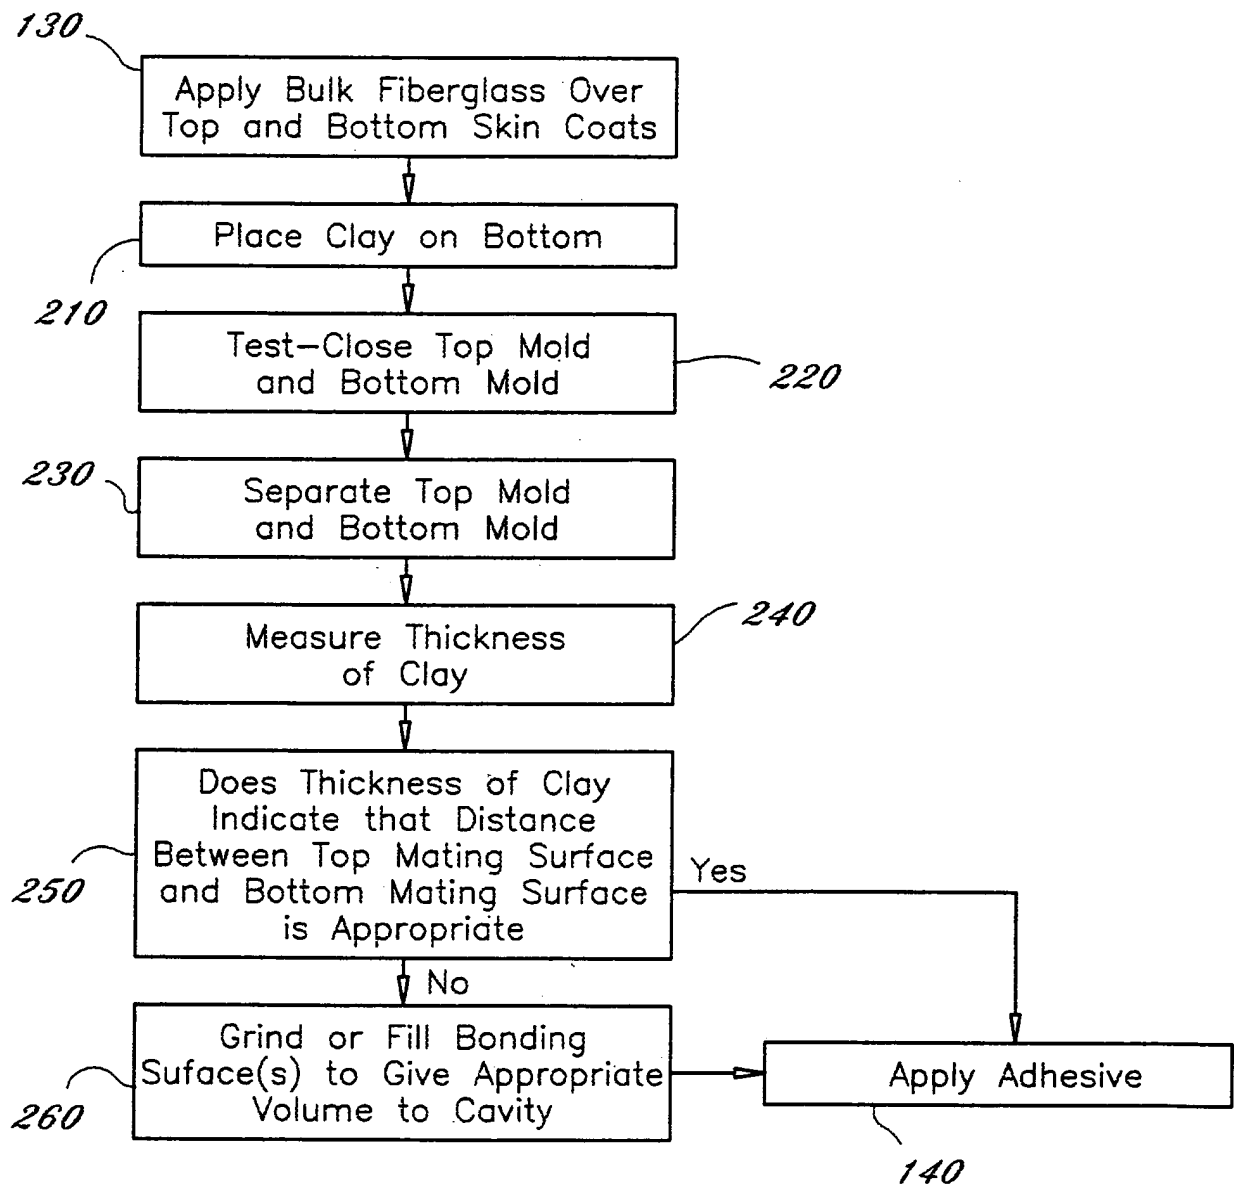 130
Apply Bulk Fiberglass Over
Top and Bottom Skin Coats
Place Clay on Bottom
210
Test-Close Top Mold
and Bottom Mold
220
230
Separate Top Mold
and Bottom Mold
240
Measure Thickness
of Clay
Does Thickness of Clay
Indicate that Distance
Between Top Mating Surface
and Bottom Mating Surface
is Appropriate
250
Yes
No
Grind or Fill Bonding
Suface(s) to Give Appropriate
Volume to Cavity
260
Apply Adhesive
140